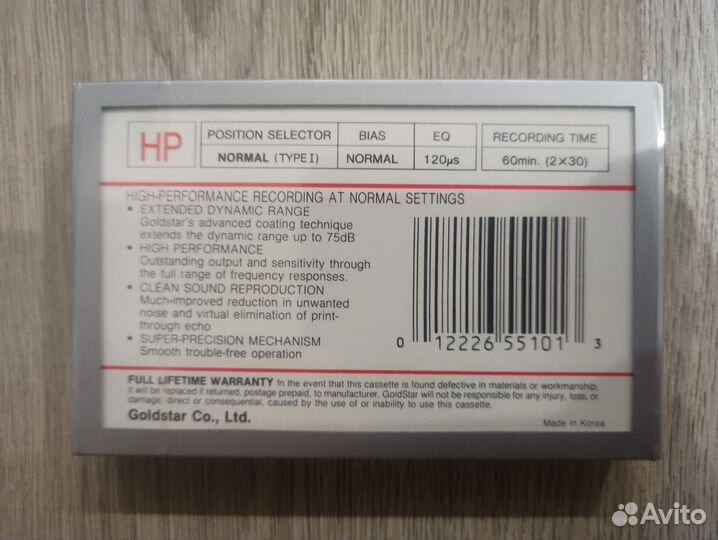 HP
POSITION SELECTOR BIAS EQ
NORMAL (TYPE I) NORMAL 120µs
RECORDING TIME
60min. (2×30)
HIGH-PERFORMANCE RECORDING AT NORMAL SETTINGS
• EXTENDED DYNAMIC RANGE
Goldstar's advanced coating technique
extends the dynamic range up to 75dB
• HIGH PERFORMANCE
Outstanding output and sensitivity through
the full range of frequency responses.
• CLEAN SOUND REPRODUCTION
Much-improved reduction in unwanted
noise and virtual elimination of print-
through echo
• SUPER-PRECISION MECHANISM
Smooth trouble-free operation
0 12226 55101 3
FULL LIFETIME WARRANTY In the event that this cassette is found defective in materials or workmanship,
it will be replaced if returned, postage prepaid, to manufacturer. GoldStar will not be responsible for any injury, loss, or
damage, direct or consequential, caused by the use of or inability to use this cassette.
Goldstar Co., Ltd.
Made in Korea
Avito